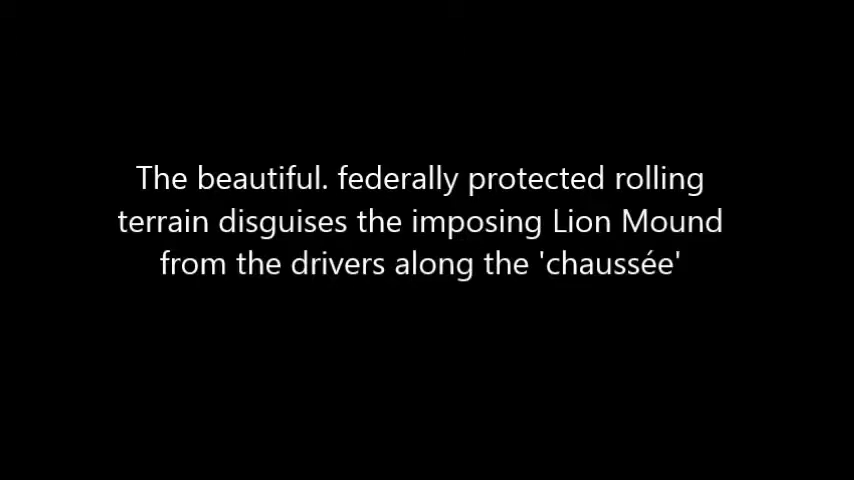 The beautiful. federally protected rolling
terrain disguises the imposing Lion Mound
from the drivers along the 'chaussée'